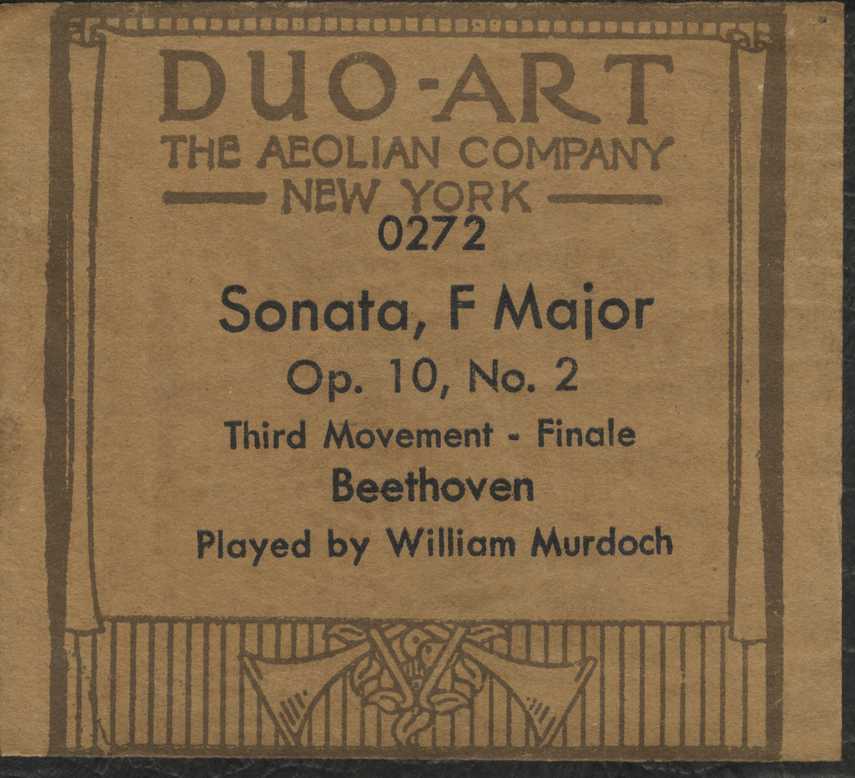 DUO-ART
THE AEOLIAN COMPANY
NEW YORK
0272
Sonata, F Major
Op. 10, No. 2
Third Movement - Finale
Beethoven
Played by William Murdoch